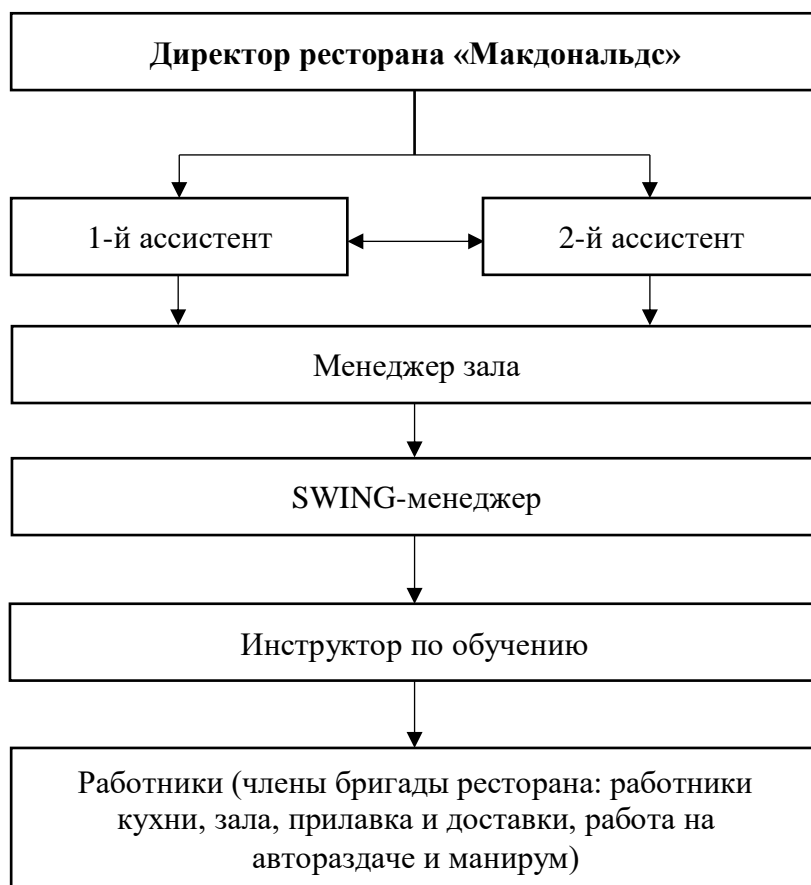 Директор ресторана «Макдональдс»
1-й ассистент
2-й ассистент
Менеджер зала
SWING-менеджер
Инструктор по обучению
Работники (члены бригады ресторана: работники
кухни, зала, прилавка и доставки, работа на
автораздаче и манирум)